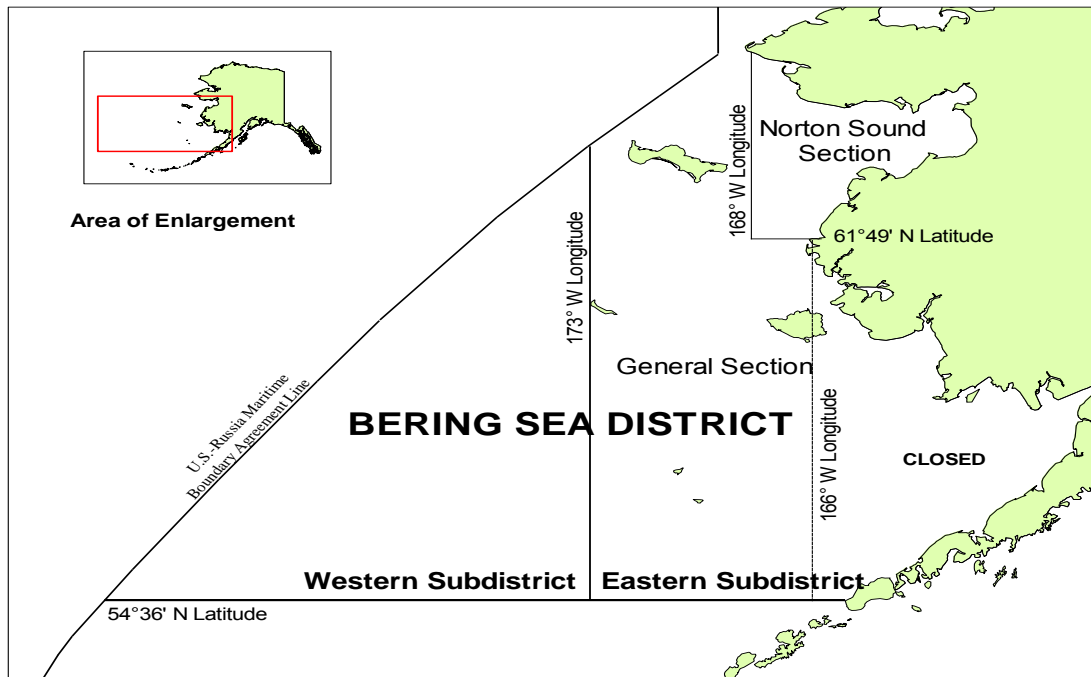 Area of Enlargement
Norton Sound
Section
168° W Longitude
61°49' N Latitude
173° W Longitude
General Section
U.S.-Russia Maritime
Boundary Agreement Line
BERING SEA DISTRICT
166° W Longitude
CLOSED
Western Subdistrict
Eastern Subdistrict
54°36' N Latitude